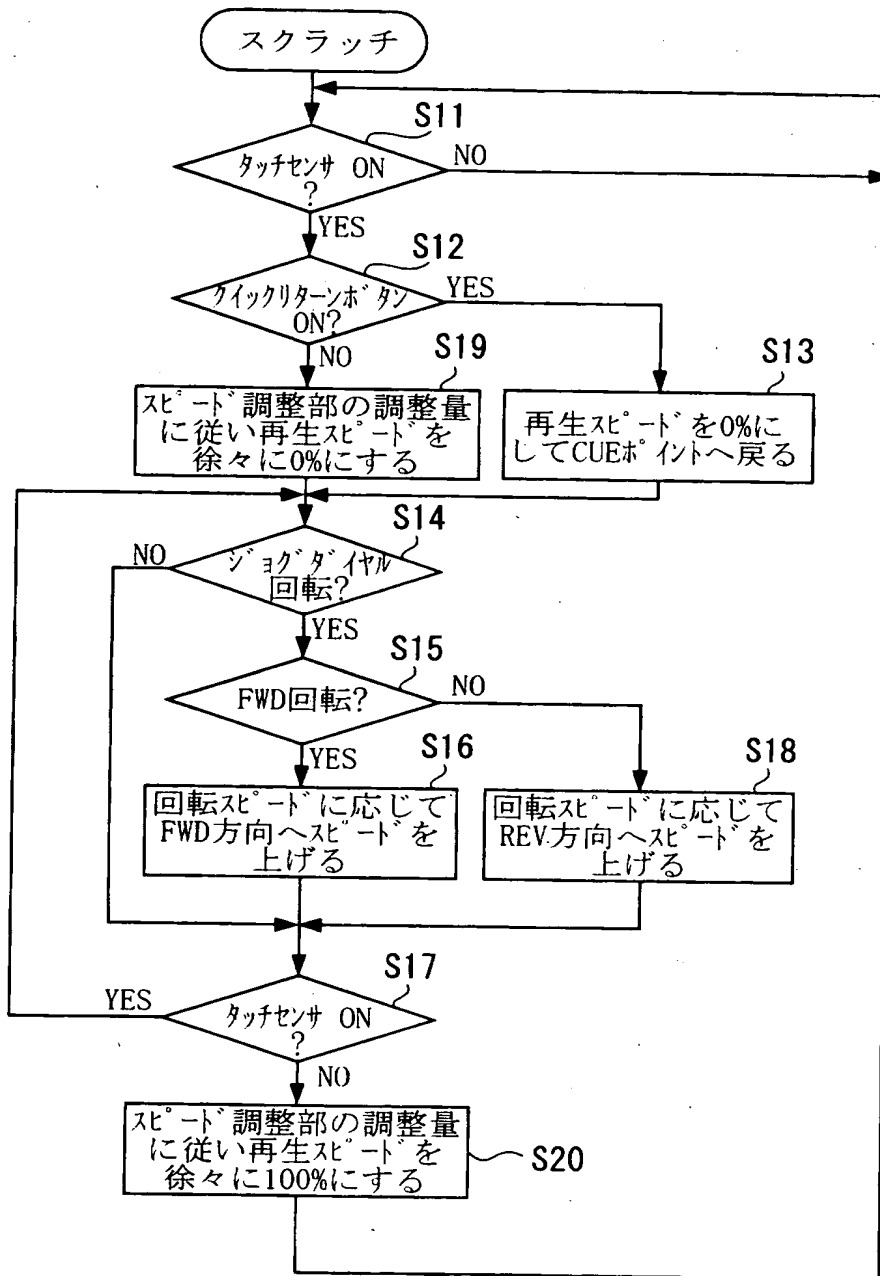 スクラッチ
S11
タッチセンサ ON
?
NO
YES
S12
クイックリターンボタン
ON?
YES
NO
S19
スピード調整部の調整量
に従い再生スピードを
徐々に0%にする
S13
再生スピードを0%に
してCUEポイントへ戻る
S14
ジョグダイヤル
回転?
NO
YES
S15
FWD回転?
NO
YES
S16
回転スピードに応じて
FWD方向へスピードを
上げる
S18
回転スピードに応じて
REV.方向へスピードを
上げる
S17
タッチセンサ ON
?
YES
NO
スピード調整部の調整量
に従い再生スピードを
徐々に100%にする
S20